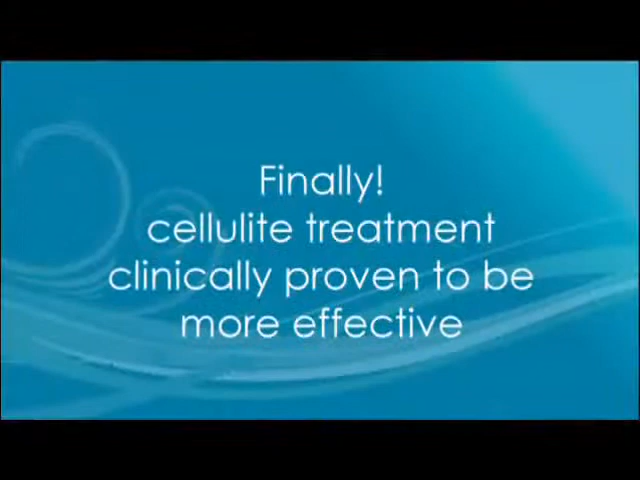 Finally!
cellulite treatment
clinically proven to be
more effective